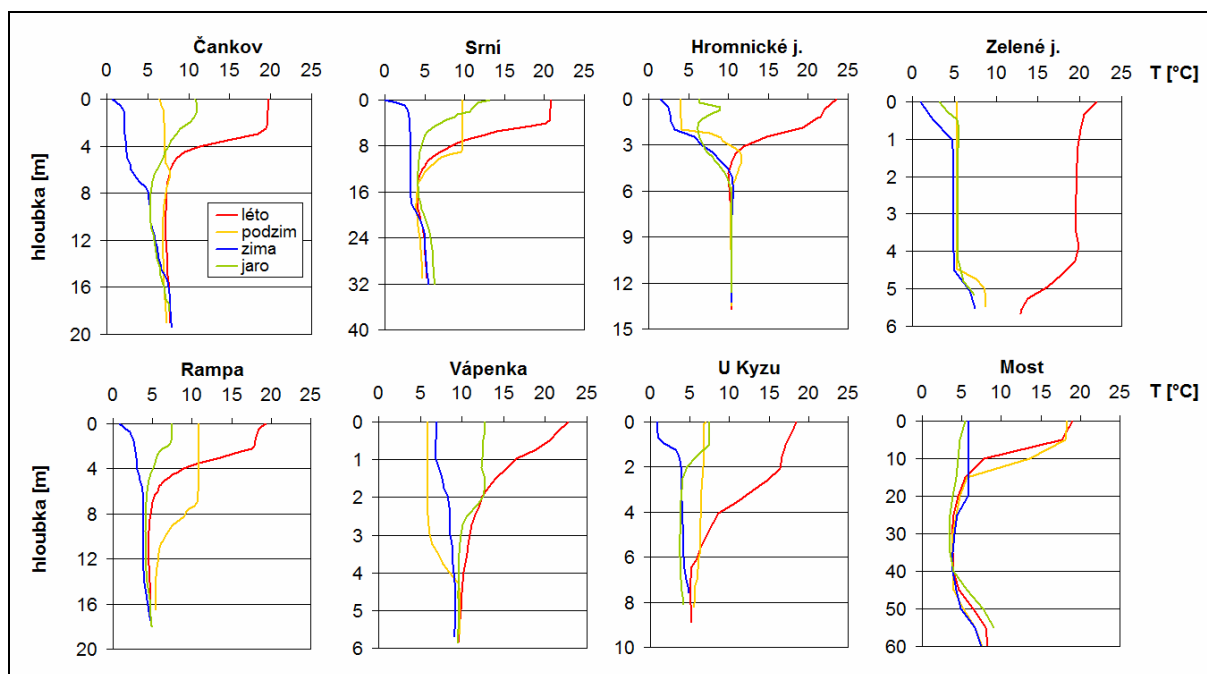 Čankov
Srní
Hromnické j.
Zelené j.
0 5 10 15 20 25
0 5 10 15 20 25
0 5 10 15 20 25
0 5 10 15 20 25
T [°C]
hloubka [m]
0
4
8
12
16
20
léto
podzim
zima
jaro
0
8
16
24
32
40
0
3
6
9
12
15
0
1
2
3
4
5
6
Rampa
Vápenka
U Kyzu
Most
0 5 10 15 20 25
0 5 10 15 20 25
0 5 10 15 20 25
0 5 10 15 20 25
T [°C]
hloubka [m]
0
4
8
12
16
20
0
1
2
3
4
5
6
0
2
4
6
8
10
0
10
20
30
40
50
60